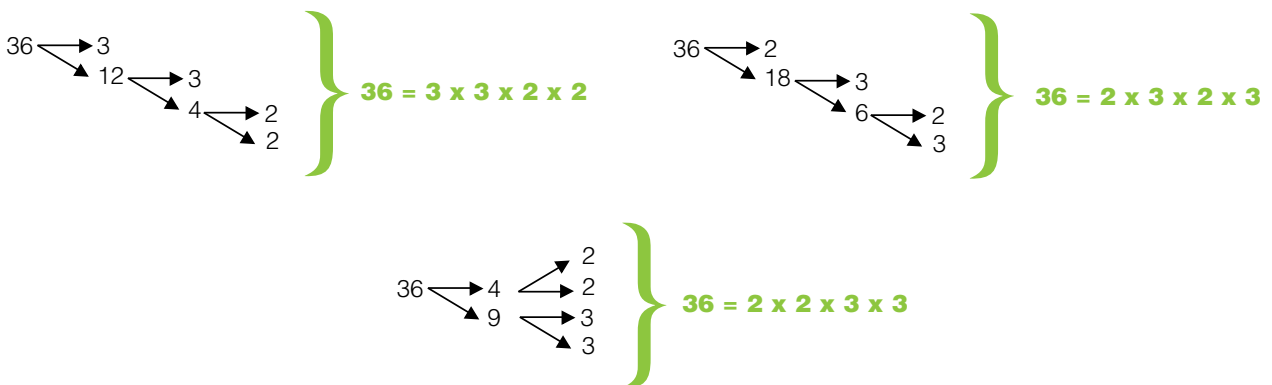 36 3
12 3
4 2
2
36 = 3 x 3 x 2 x 2
36 2
18 3
6 2
3
36 = 2 x 3 x 2 x 3
2
36 4 2
9 3
3
36 = 2 x 2 x 3 x 3